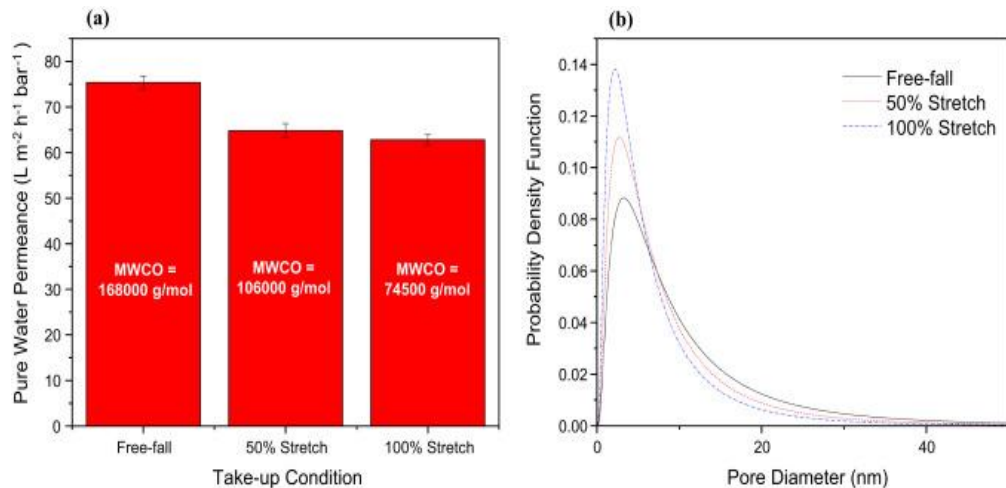 (a)
Pure Water Permeance (L m⁻² h⁻¹ bar⁻¹ )
80
70
60
50
40
30
20
10
0
MWCO =
168000 g/mol
MWCO =
106000 g/mol
MWCO =
74500 g/mol
Free-fall
50% Stretch
100% Stretch
Take-up Condition
(b)
Probability Density Function
0.14
0.12
0.10
0.08
0.06
0.04
0.02
0.00
Free-fall
50% Stretch
100% Stretch
0
20
40
Pore Diameter (nm)